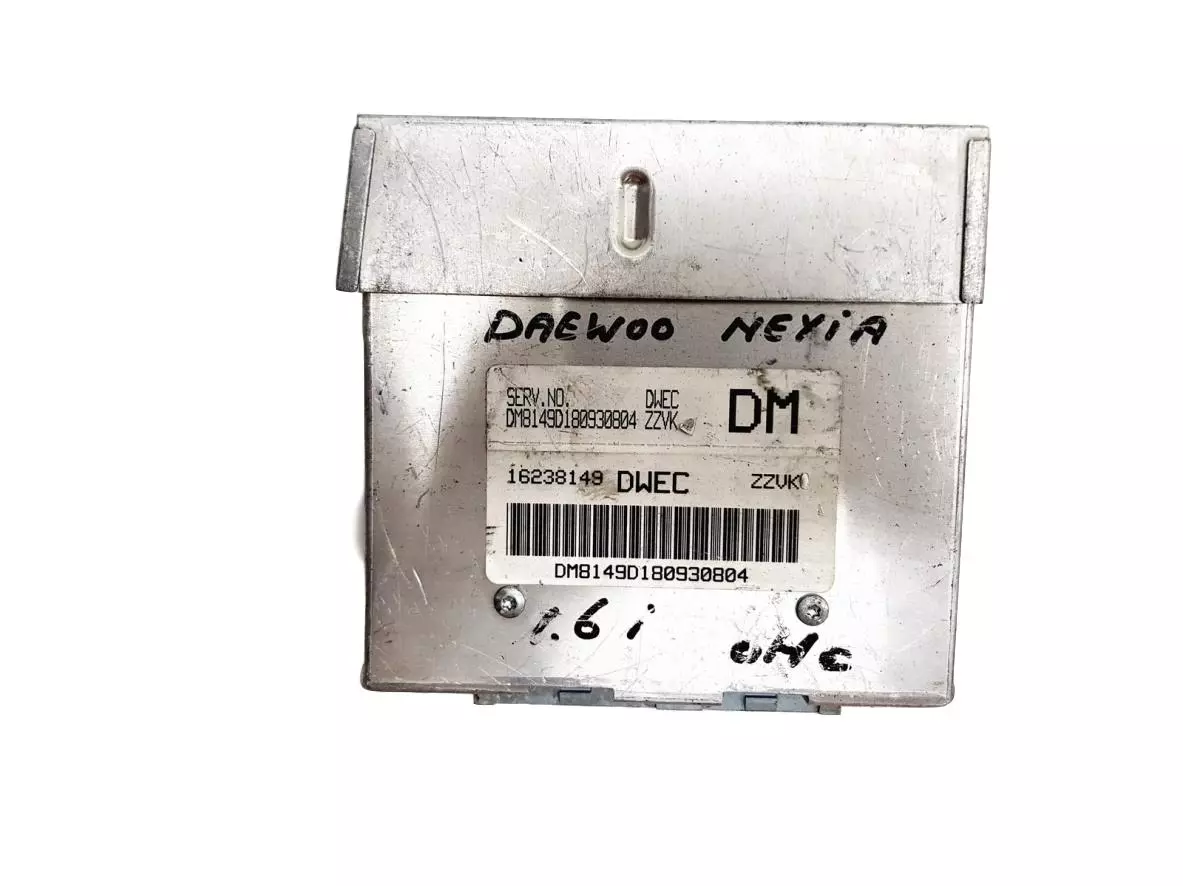 DAEWOO NEXiA
SERV.NO. DWEC DM
DM8149D180930804 ZZVK
16238149 DWEC ZZVK
DM8149D180930804
1.6 i
OHC